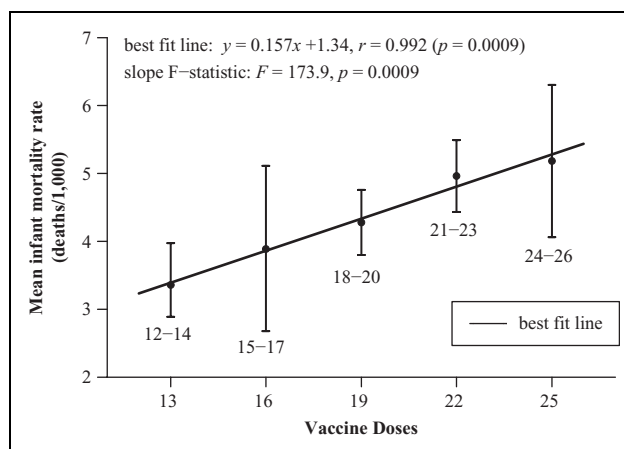 best fit line: y = 0.157x +1.34, r = 0.992 (p = 0.0009)
slope F−statistic: F = 173.9, p = 0.0009
Mean infant mortality rate
(deaths/1,000)
7
6
5
4
3
2
12−14
15−17
18−20
21−23
24−26
best fit line
13
16
19
22
25
Vaccine Doses